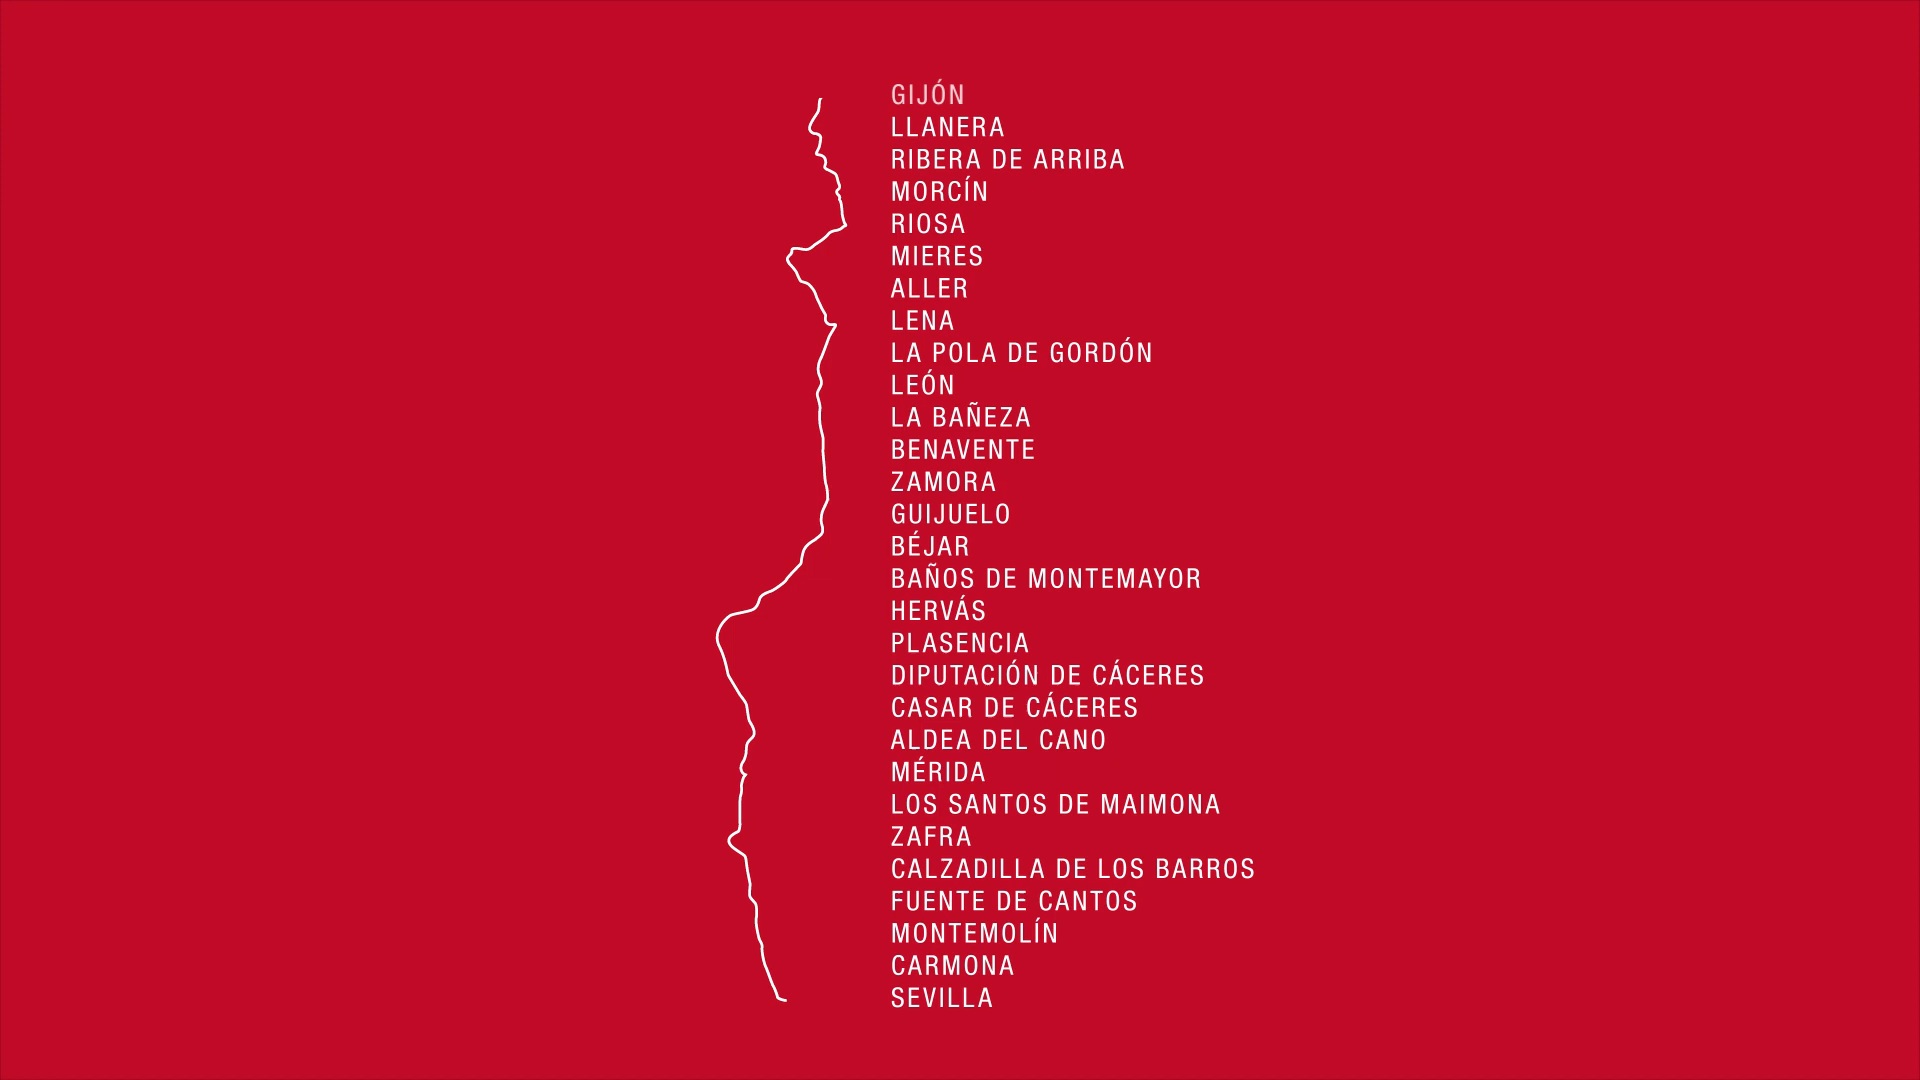 GIJÓN
LLANERA
RIBERA DE ARRIBA
MORCÍN
RIOSA
MIERES
ALLER
LENA
LA POLA DE GORDÓN
LEÓN
LA BAÑEZA
BENAVENTE
ZAMORA
GUIJUELO
BÉJAR
BAÑOS DE MONTEMAYOR
HERVÁS
PLASENCIA
DIPUTACIÓN DE CÁCERES
CASAR DE CÁCERES
ALDEA DEL CANO
MÉRIDA
LOS SANTOS DE MAIMONA
ZAFRA
CALZADILLA DE LOS BARROS
FUENTE DE CANTOS
MONTEMOLÍN
CARMONA
SEVILLA